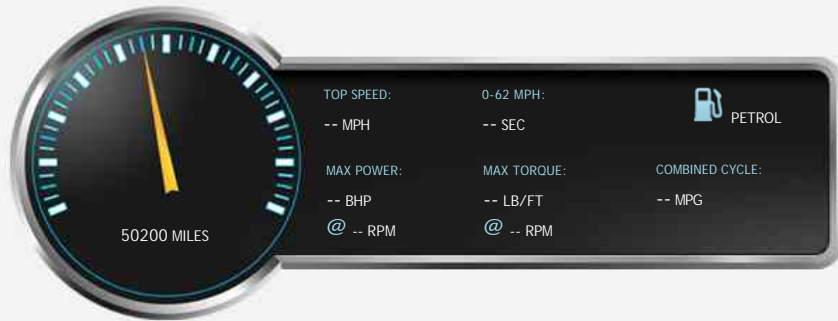 TOP SPEED:
-- MPH
0-62 MPH:
-- SEC
PETROL
MAX POWER:
-- BHP
@ -- RPM
MAX TORQUE:
-- LB/FT
@ -- RPM
COMBINED CYCLE:
-- MPG
50200 MILES